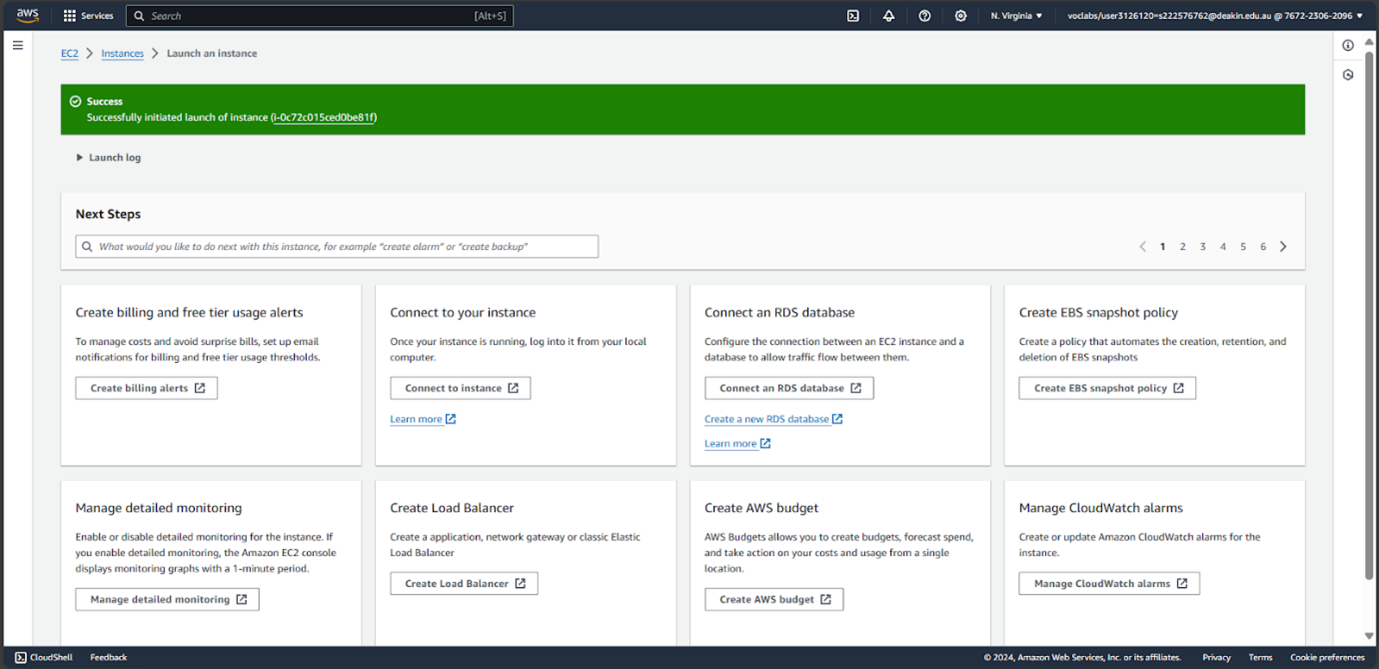 aws Services Search [Alt+S] N. Virginia voclabs/user3126120=s222576762@deakin.edu.au @ 7672-2306-2096
EC2 Instances Launch an instance
Success
Successfully initiated launch of instance (i-0c72c015ced0be81f)
Launch log
Next Steps
What would you like to do next with this instance, for example “create alarm” or “create backup”
1 2 3 4 5 6
Create billing and free tier usage alerts
To manage costs and avoid surprise bills, set up email
notifications for billing and free tier usage thresholds.
Create billing alerts
Connect to your instance
Once your instance is running, log into it from your local
computer.
Connect to instance
Learn more
Connect an RDS database
Configure the connection between an EC2 instance and a
database to allow traffic flow between them.
Connect an RDS database
Create a new RDS database
Learn more
Create EBS snapshot policy
Create a policy that automates the creation, retention, and
deletion of EBS snapshots
Create EBS snapshot policy
Manage detailed monitoring
Enable or disable detailed monitoring for the instance. If
you enable detailed monitoring, the Amazon EC2 console
displays monitoring graphs with a 1-minute period.
Manage detailed monitoring
Create Load Balancer
Create a application, network gateway or classic Elastic
Load Balancer
Create Load Balancer
Create AWS budget
AWS Budgets allows you to create budgets, forecast spend,
and take action on your costs and usage from a single
location.
Create AWS budget
Manage CloudWatch alarms
Create or update Amazon CloudWatch alarms for the
instance.
Manage CloudWatch alarms
CloudShell Feedback © 2024, Amazon Web Services, Inc. or its affiliates. Privacy Terms Cookie preferences